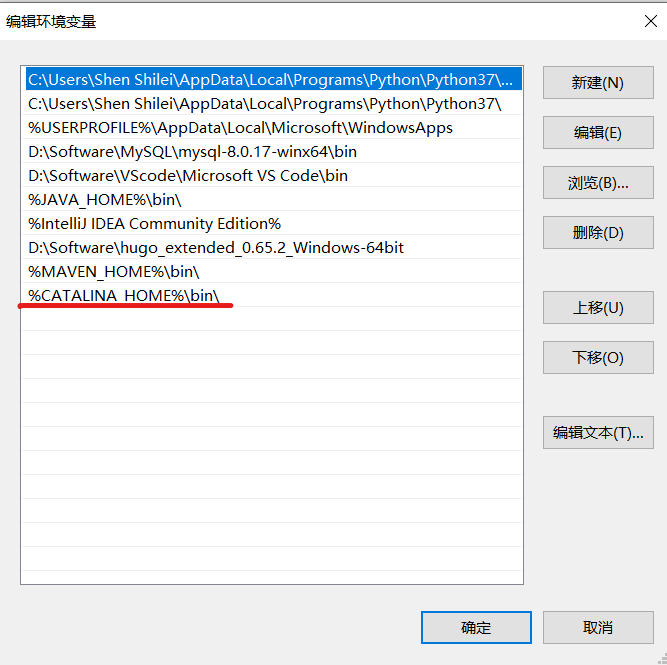 编辑环境变量
C:\Users\Shen Shilei\AppData\Local\Programs\Python\Python37\...
C:\Users\Shen Shilei\AppData\Local\Programs\Python\Python37\
%USERPROFILE%\AppData\Local\Microsoft\WindowsApps
D:\Software\MySQL\mysql-8.0.17-winx64\bin
D:\Software\VScode\Microsoft VS Code\bin
%JAVA_HOME%\bin\
%IntelliJ IDEA Community Edition%
D:\Software\hugo_extended_0.65.2_Windows-64bit
%MAVEN_HOME%\bin\
%CATALINA_HOME%\bin\
新建(N)
编辑(E)
浏览(B)...
删除(D)
上移(U)
下移(O)
编辑文本(T)...
确定
取消